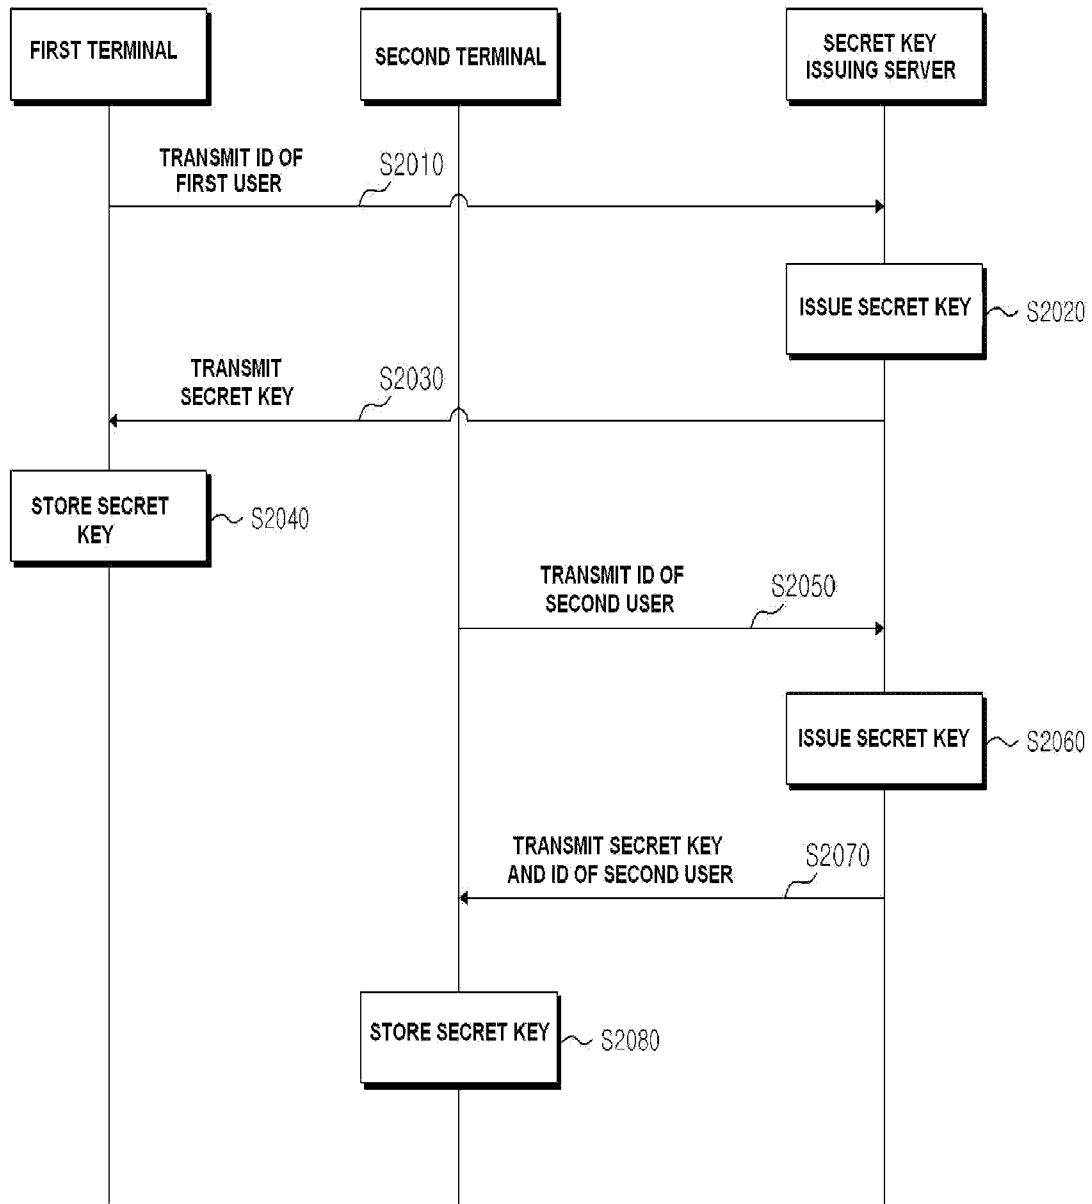 FIRST TERMINAL
SECOND TERMINAL
SECRET KEY
ISSUING SERVER
TRANSMIT ID OF
FIRST USER
S2010
ISSUE SECRET KEY
S2020
TRANSMIT
SECRET KEY
S2030
STORE SECRET
KEY
S2040
TRANSMIT ID OF
SECOND USER
S2050
ISSUE SECRET KEY
S2060
TRANSMIT SECRET KEY
AND ID OF SECOND USER
S2070
STORE SECRET KEY
S2080